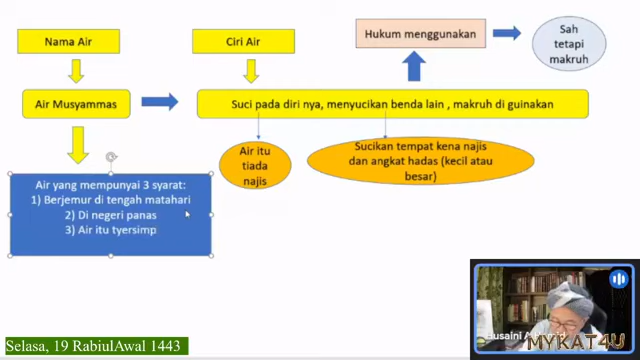 Nama Air
Ciri Air
Hukum menggunakan
Sah
tetapi
makruh
Air Musyammas
Suci pada diri nya, menyucikan benda lain , makruh di guinakan
Air itu
tiada
najis
Sucikan tempat kena najis
dan angkat hadas (kecil atau
besar)
Air yang mempunyai 3 syarat:
1) Berjemur di tengah matahari
2) Di negeri panas
3) Air itu tyersimp
MYKAT4U
Selasa, 19 RabiulAwal 1443